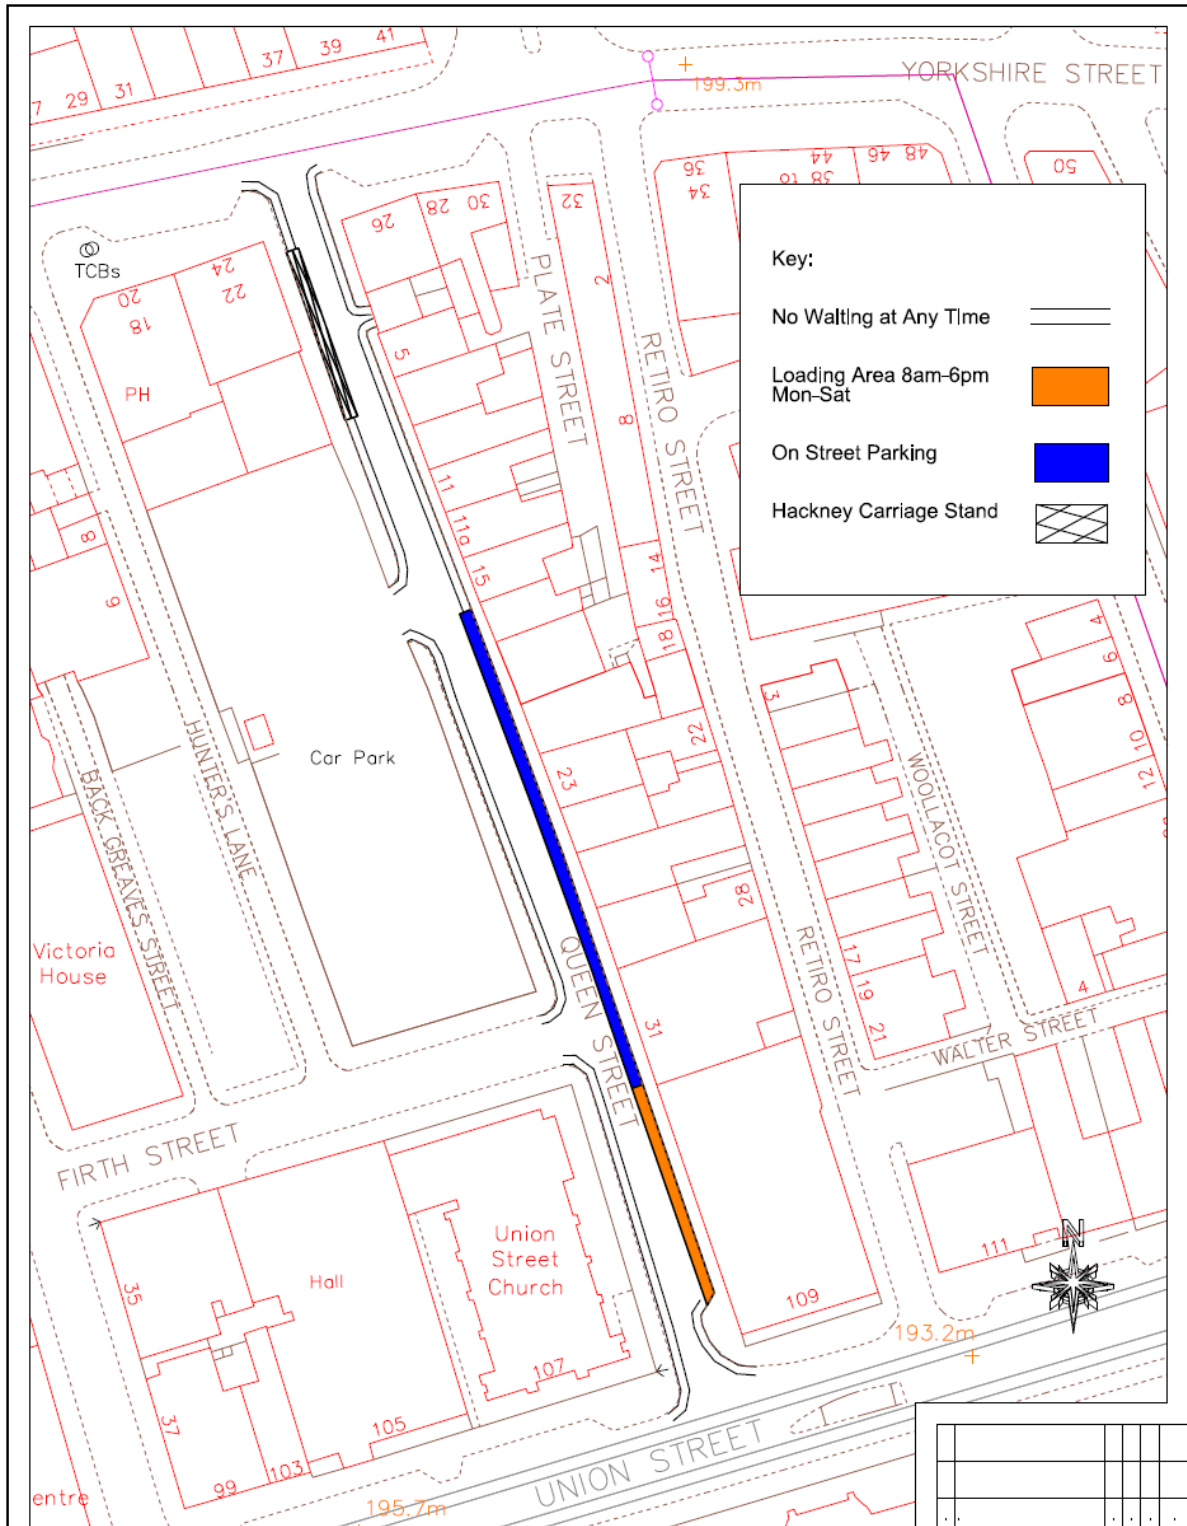 41
39
37
31
29
7
199.3m
YORKSHIRE STREET
36
34
44
38 to
46
48
50
26
28
30
32
2
8
TCBs
24
22
20
18
PH
5
PLATE STREET
RETIRO STREET
Key:
No Waiting at Any Time
Loading Area 8am-6pm
Mon-Sat
On Street Parking
Hackney Carriage Stand
11
11a
15
14
16
18
8
9
4
6
8
10
12
3
22
23
Car Park
HUNTER'S LANE
BACK GREAVES STREET
WOOLLACOT STREET
28
Victoria
House
QUEEN STREET
RETIRO STREET
17
19
21
4
31
WALTER STREET
FIRTH STREET
Union
Street
Church
Hall
35
N
111
109
193.2m
107
37
105
103
99
UNION STREET
entre
195.7m